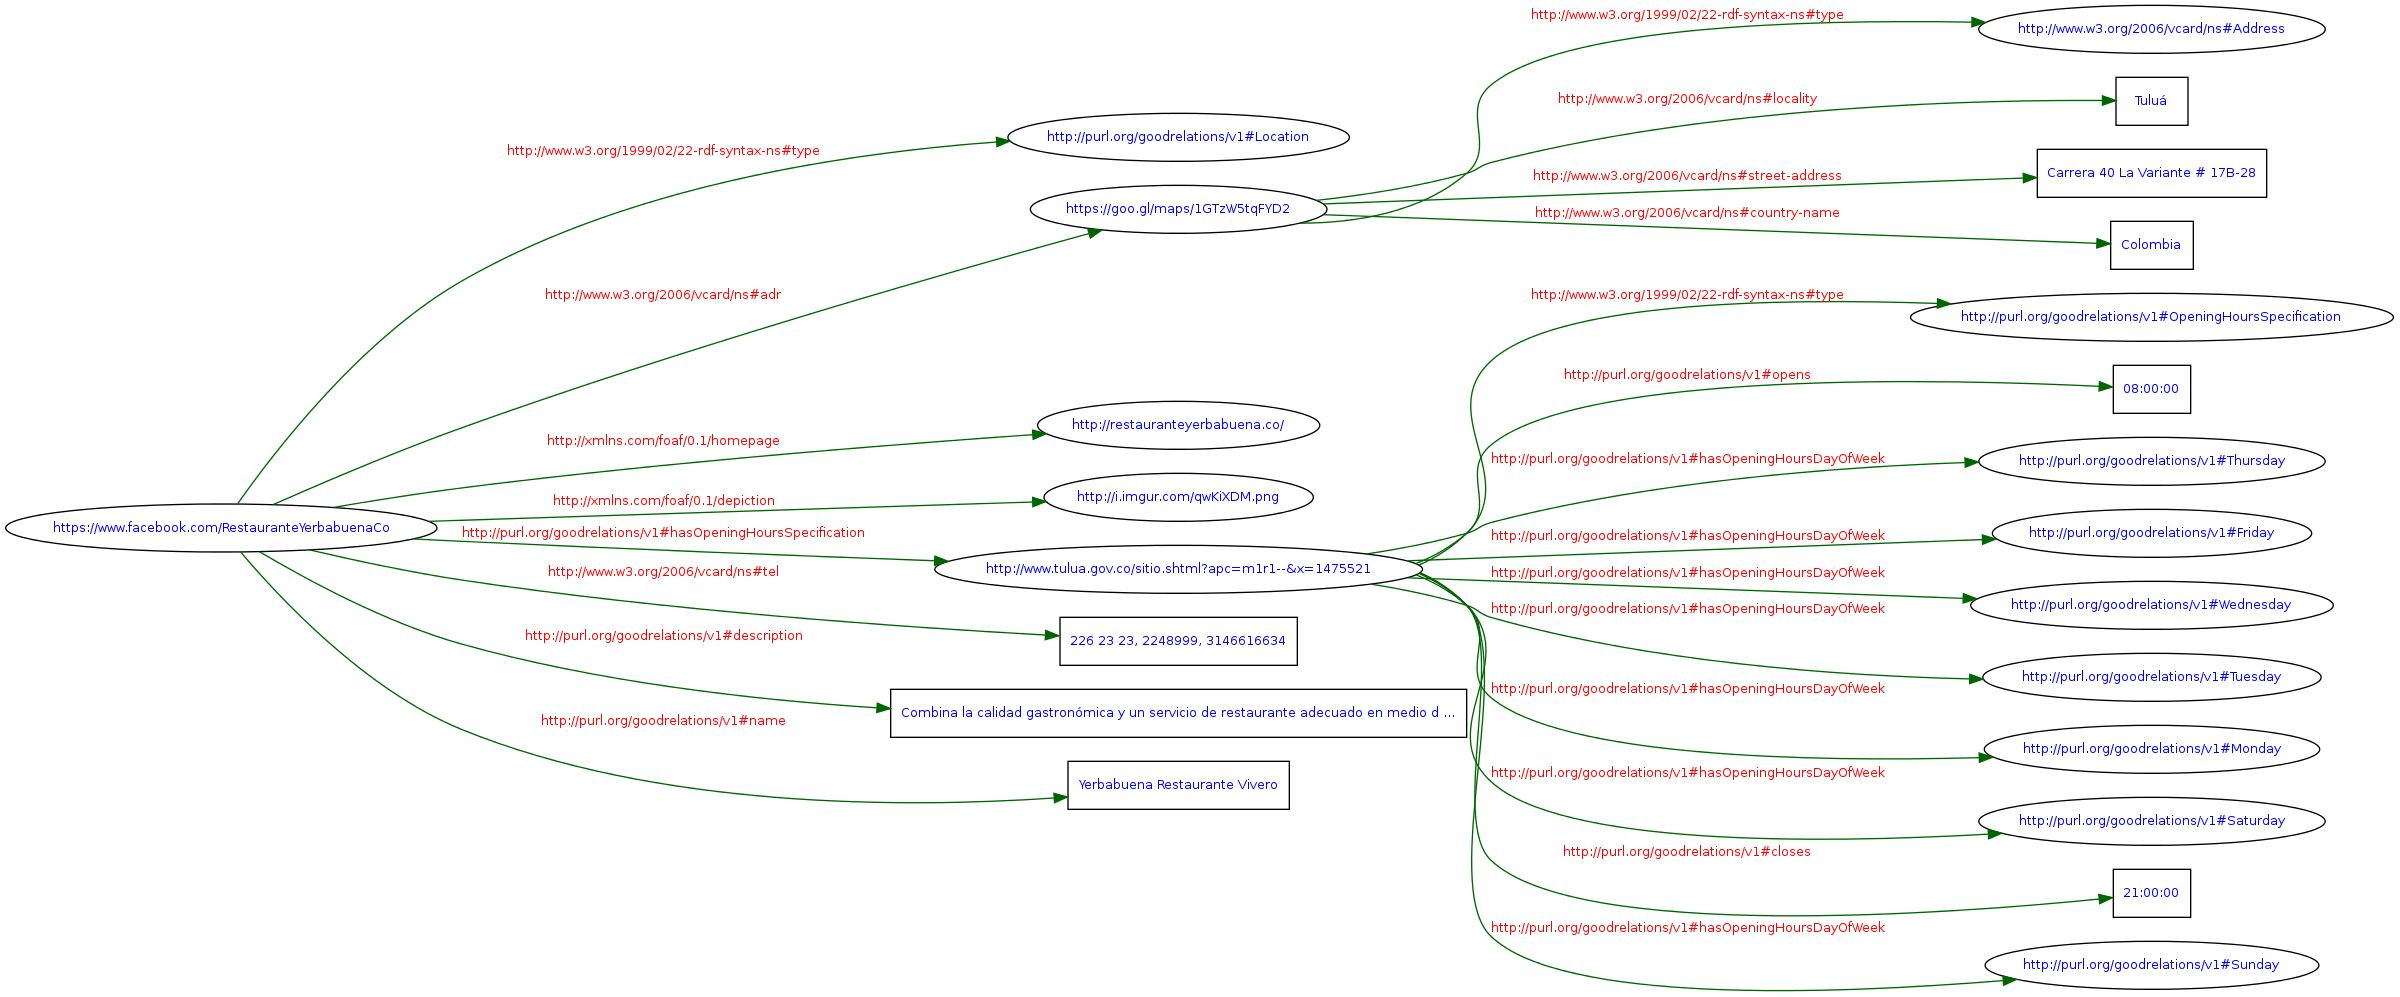 http://www.w3.org/1999/02/22-rdf-syntax-ns#type
http://www.w3.org/2006/vcard/ns#Address
http://www.w3.org/2006/vcard/ns#locality
Tuluá
http://www.w3.org/1999/02/22-rdf-syntax-ns#type
http://purl.org/goodrelations/v1#Location
http://www.w3.org/2006/vcard/ns#street-address
Carrera 40 La Variante # 17B-28
https://goo.gl/maps/1GTzW5tqFYD2
http://www.w3.org/2006/vcard/ns#country-name
Colombia
http://www.w3.org/2006/vcard/ns#adr
http://www.w3.org/1999/02/22-rdf-syntax-ns#type
http://purl.org/goodrelations/v1#OpeningHoursSpecification
http://purl.org/goodrelations/v1#opens
08:00:00
http://xmlns.com/foaf/0.1/homepage
http://restauranteyerbabuena.co/
http://purl.org/goodrelations/v1#hasOpeningHoursDayOfWeek
http://purl.org/goodrelations/v1#Thursday
http://xmlns.com/foaf/0.1/depiction
http://i.imgur.com/qwKiXDM.png
https://www.facebook.com/RestauranteYerbabuenaCo
http://purl.org/goodrelations/v1#hasOpeningHoursSpecification
http://purl.org/goodrelations/v1#hasOpeningHoursDayOfWeek
http://purl.org/goodrelations/v1#Friday
http://www.w3.org/2006/vcard/ns#tel
http://www.tulua.gov.co/sitio.shtml?apc=m1r1--&x=1475521
http://purl.org/goodrelations/v1#hasOpeningHoursDayOfWeek
http://purl.org/goodrelations/v1#Wednesday
http://purl.org/goodrelations/v1#hasOpeningHoursDayOfWeek
http://purl.org/goodrelations/v1#description
226 23 23, 2248999, 3146616634
http://purl.org/goodrelations/v1#Tuesday
http://purl.org/goodrelations/v1#hasOpeningHoursDayOfWeek
http://purl.org/goodrelations/v1#name
Combina la calidad gastronómica y un servicio de restaurante adecuado en medio d ...
http://purl.org/goodrelations/v1#Monday
http://purl.org/goodrelations/v1#hasOpeningHoursDayOfWeek
Yerbabuena Restaurante Vivero
http://purl.org/goodrelations/v1#Saturday
http://purl.org/goodrelations/v1#closes
21:00:00
http://purl.org/goodrelations/v1#hasOpeningHoursDayOfWeek
http://purl.org/goodrelations/v1#Sunday